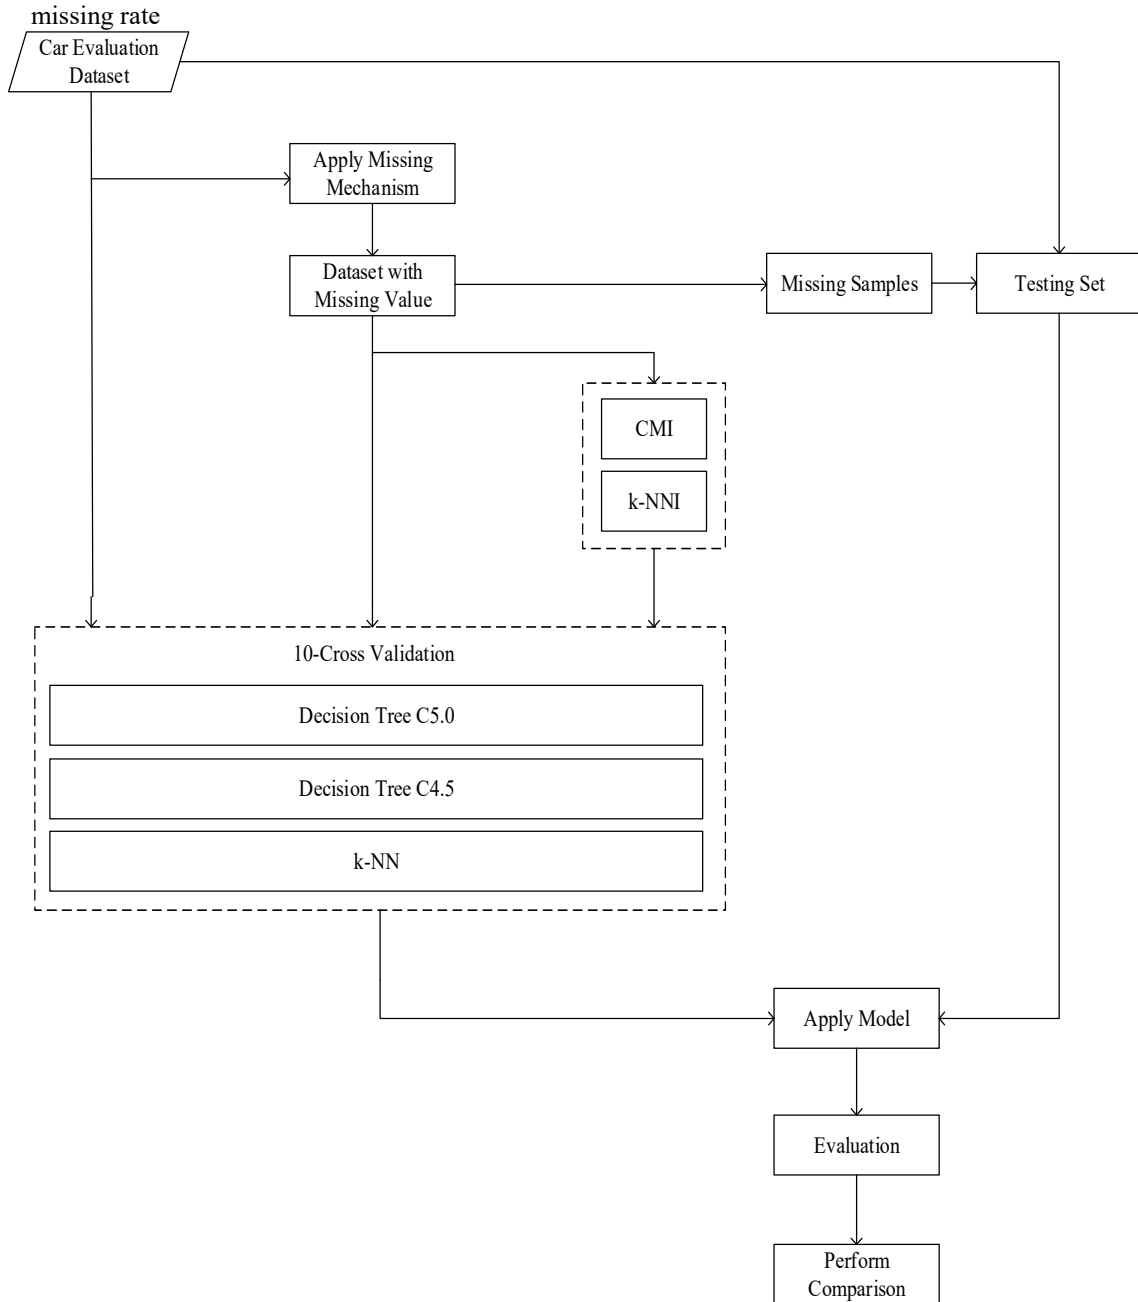 missing rate
Car Evaluation
Dataset
Apply Missing
Mechanism
Dataset with
Missing Value
Missing Samples
Testing Set
CMI
k-NNI
10-Cross Validation
Decision Tree C5.0
Decision Tree C4.5
k-NN
Apply Model
Evaluation
Perform
Comparison